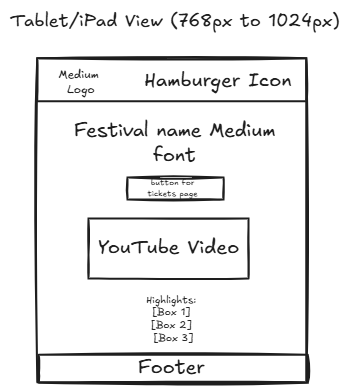 Tablet/iPad View (768px to 1024px)
Medium
Logo
Hamburger Icon
Festival name Medium
font
button for
tickets page
YouTube Video
Highlights:
[Box 1]
[Box 2]
[Box 3]
Footer